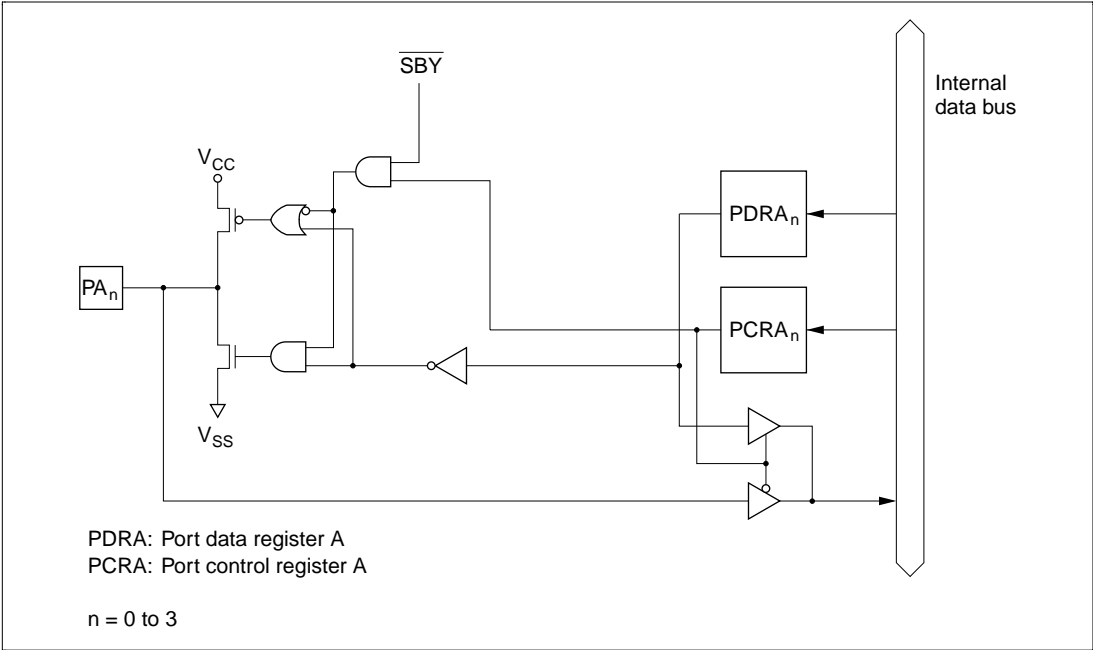 SBY
Internal
data bus
VCC
PDRAn
PAn
PCRAn
VSS
PDRA: Port data register A
PCRA: Port control register A
n = 0 to 3